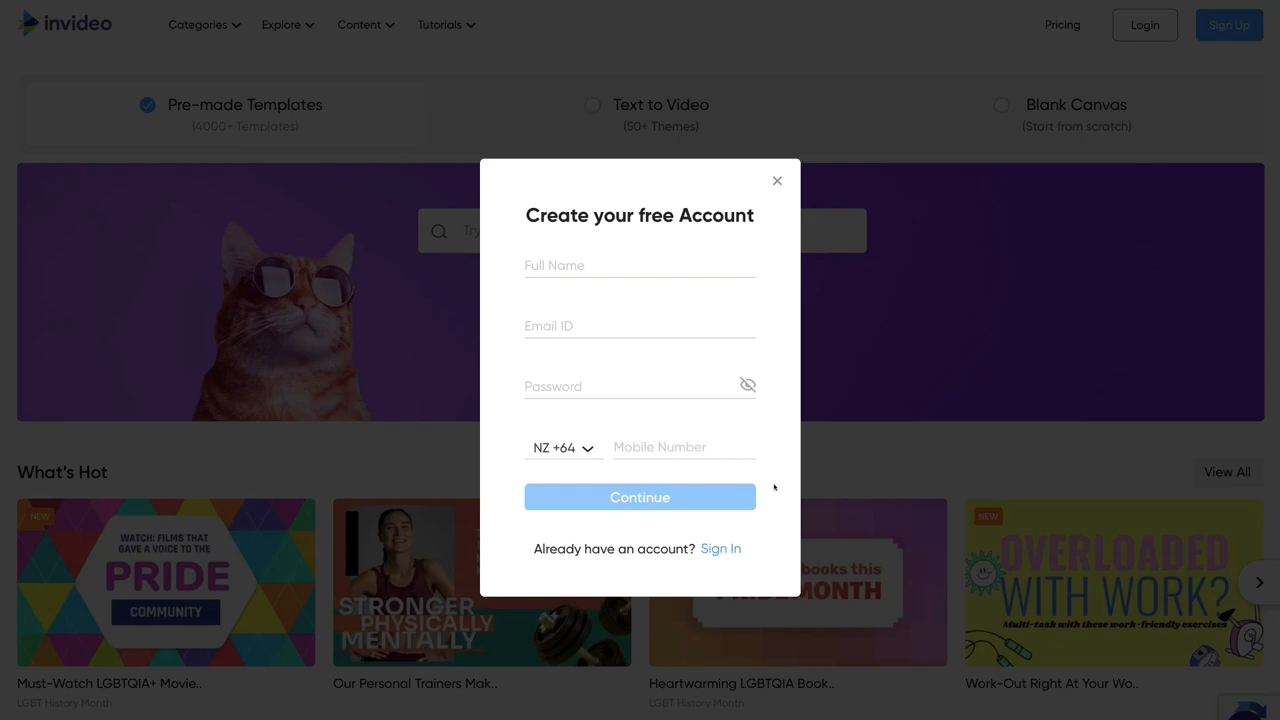 invideo
Categories
Explore
Content
Tutorials
Pricing
Login
Sign Up
Pre-made Templates
(4000+ Templates)
Text to Video
(50+ Themes)
Blank Canvas
(Start from scratch)
Try
Create your free Account
Full Name
Email ID
Password
NZ +64
Mobile Number
Continue
Already have an account? Sign In
What's Hot
View All
NEW
WATCH: FILMS THAT
GAVE A VOICE TO THE
PRIDE
COMMUNITY
STRONGER
PHYSICALLY
MENTALLY
books this
MONTH
NEW
OVERLOADED
WITH WORK?
Multi-task with these work-friendly exercises
Must-Watch LGBTQIA+ Movie..
LGBT History Month
Our Personal Trainers Mak..
Heartwarming LGBTQIA Book..
LGBT History Month
Work-Out Right At Your Wo..